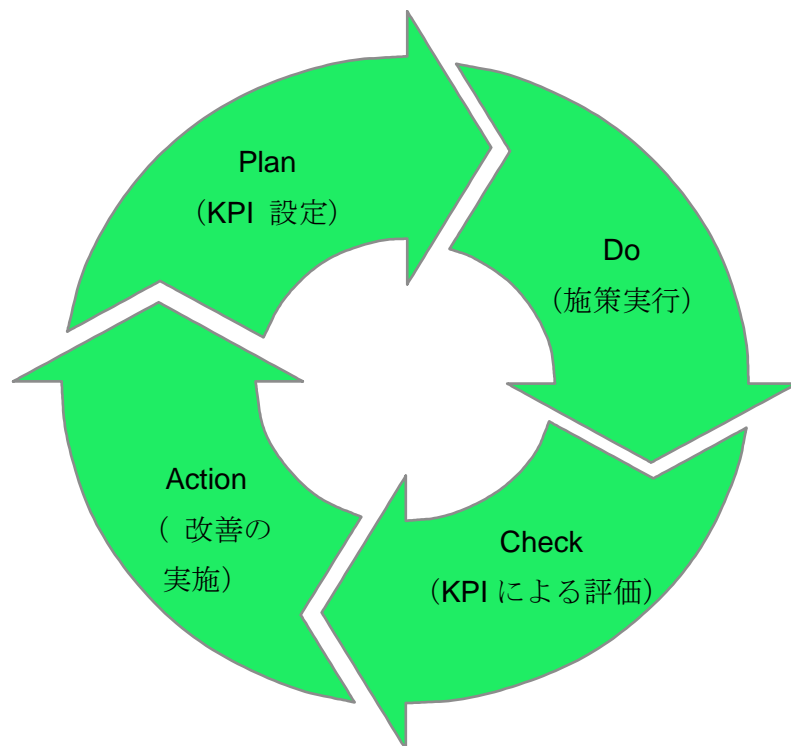 Plan
（KPI 設定）
Do
（施策実行）
Check
（KPI による評価）
Action
（ 改善の
実施）